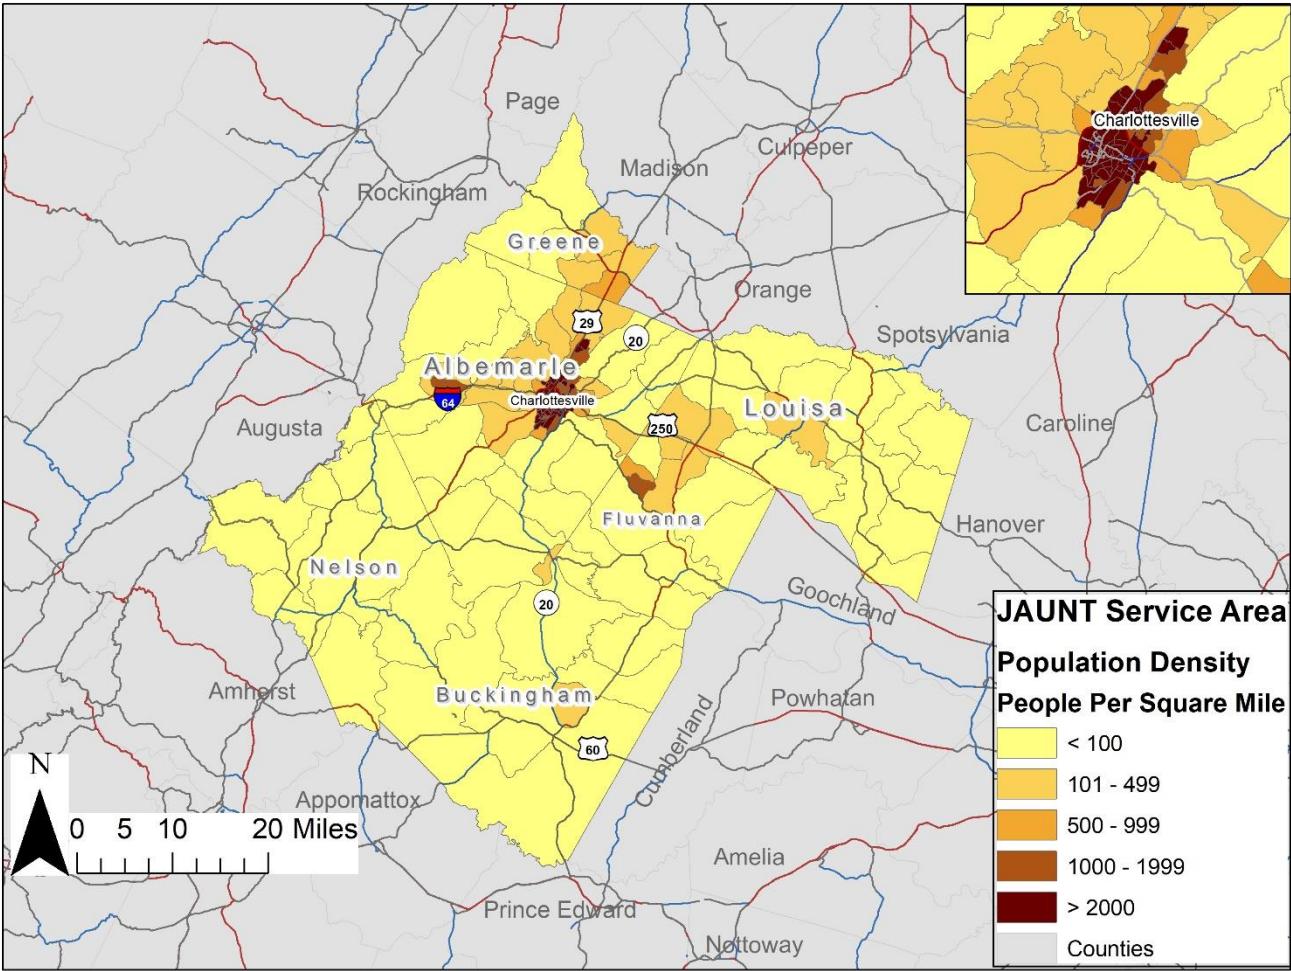 Page
Culpeper
Madison
Rockingham
Charlottesville
Greene
Orange
29
20
Spotsylvania
Albemarle
64
Charlottesville
Louisa
Augusta
250
Caroline
Fluvanna
Hanover
Nelson
20
Goochland
JAUNT Service Area
Population Density
People Per Square Mile
< 100
101 - 499
500 - 999
1000 - 1999
> 2000
Counties
Amherst
Buckingham
Powhatan
60
Cumberland
N
Appomattox
0 5 10 20 Miles
Amelia
Prince Edward
Nottoway